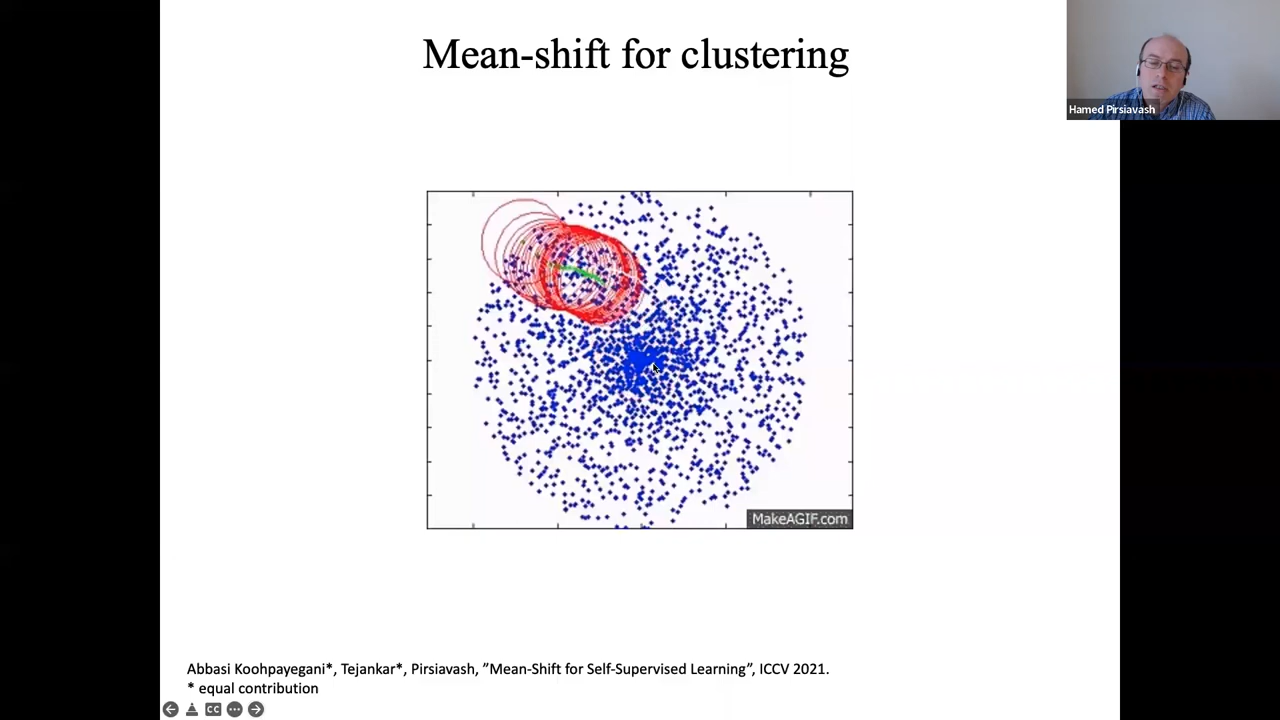 Mean-shift for clustering
Hamed Pirsiavash
MakeAGIF.com
Abbasi Koohpayegani*, Tejankar*, Pirsiavash, ”Mean-Shift for Self-Supervised Learning”, ICCV 2021.
* equal contribution
CC